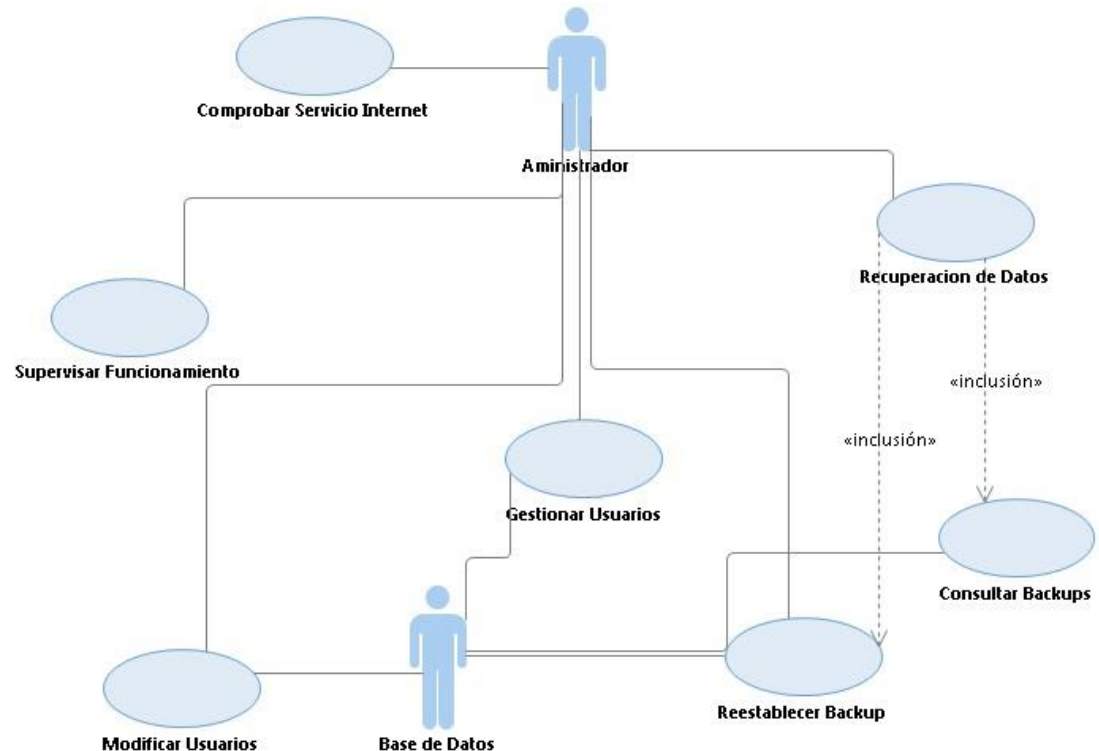 Comprobar Servicio Internet
Aministrador
Recuperacion de Datos
Supervisar Funcionamiento
«inclusión»
«inclusión»
Gestionar Usuarios
Consultar Backups
Reestablecer Backup
Modificar Usuarios
Base de Datos